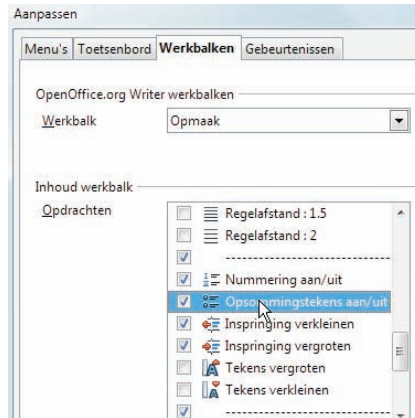 Aanpassen
Menu's Toetsenbord Werkbalken Gebeurtenissen
OpenOffice.org Writer werkbalken
Werkbalk Opmaak
Inhoud werkbalk
Opdrachten Regelafstand : 1.5
Regelafstand : 2
Nummering aan/uit
Opsommingstekens aan/uit
Inspringing verkleinen
Inspringing vergroten
Tekens vergroten
Tekens verkleinen